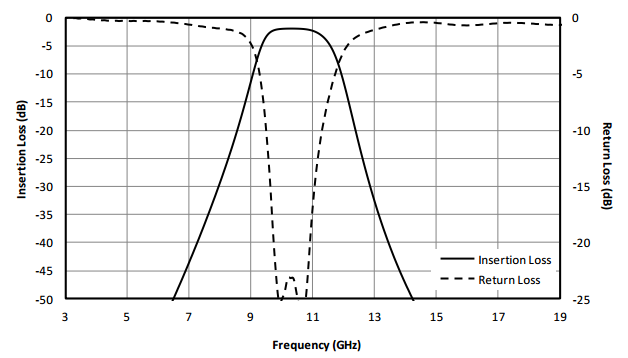 0
-5
-10
-15
-20
-25
-30
-35
-40
-45
-50
Insertion Loss (dB)
0
-5
-10
-15
-20
-25
Return Loss (dB)
Insertion Loss
Return Loss
3 5 7 9 11 13 15 17 19
Frequency (GHz)